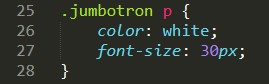 25 .jumbotron p {
26     color: white;
27     font-size: 30px;
28 }